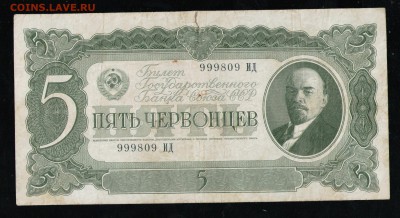 COINS.LAVE.RU
999809 ИД
Билет
Государственного
Банка Союза ССР
5
ПЯТЬ ЧЕРВОНЦЕВ
999809 ИД
5